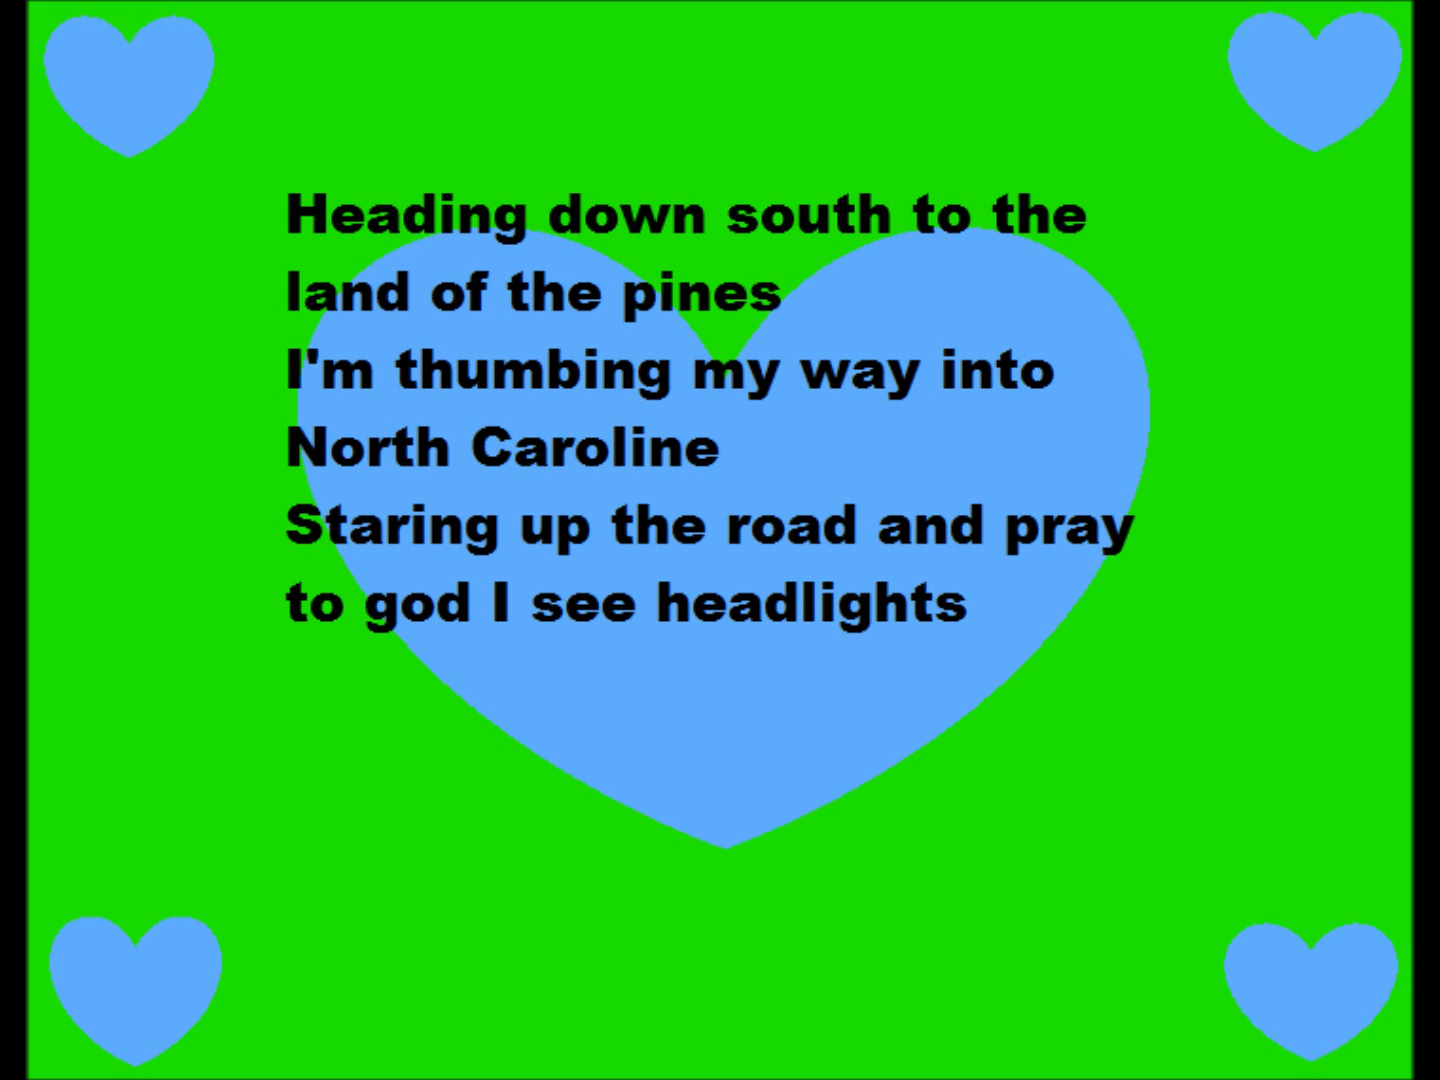 Heading down south to the
land of the pines
I'm thumbing my way into
North Caroline
Staring up the road and pray
to god I see headlights